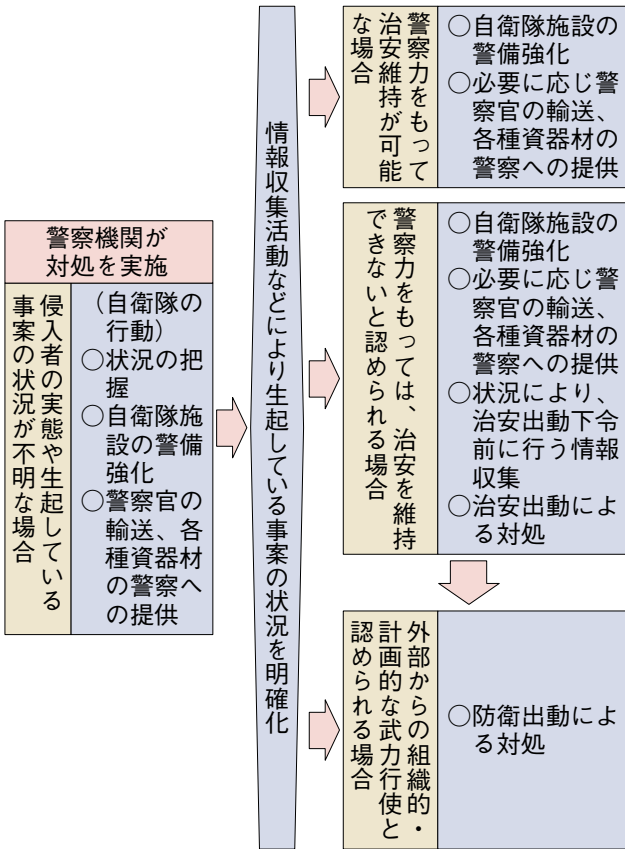 警察機関が
対処を実施
侵入者の実態や生起している
事案の状況が不明な場合
（自衛隊の
行動）
○状況の把
握
○自衛隊施
設の警備
強化
○警察官の
輸送、各
種資器材
の警察へ
の提供
情報収集活動などにより生起している事案の状況を明確化
警察力をもって
治安維持が可能
な場合
○自衛隊施設の
警備強化
○必要に応じ警
察官の輸送、
各種資器材の
警察への提供
警察力をもっては、治安を維持
できないと認められる場合
○自衛隊施設の
警備強化
○必要に応じ警
察官の輸送、
各種資器材の
警察への提供
○状況により、
治安出動下令
前に行う情報
収集
○治安出動によ
る対処
外部からの組織的・
計画的な武力行使と
認められる場合
○防衛出動によ
る対処